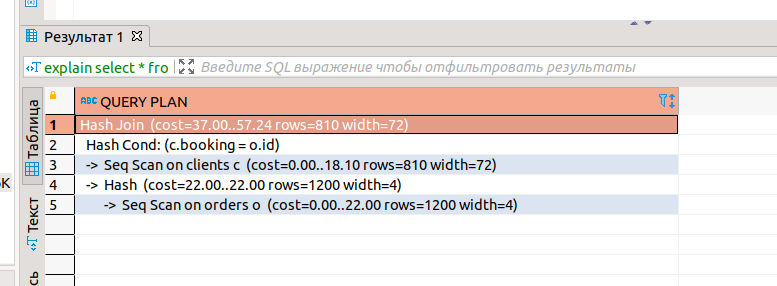 Результат 1
explain select * fro
Введите SQL выражение чтобы отфильтровать результаты
Таблица
Текст
QUERY PLAN
1 Hash Join (cost=37.00..57.24 rows=810 width=72)
2 Hash Cond: (c.booking = o.id)
3 -> Seq Scan on clients c (cost=0.00..18.10 rows=810 width=72)
4 -> Hash (cost=22.00..22.00 rows=1200 width=4)
5 -> Seq Scan on orders o (cost=0.00..22.00 rows=1200 width=4)